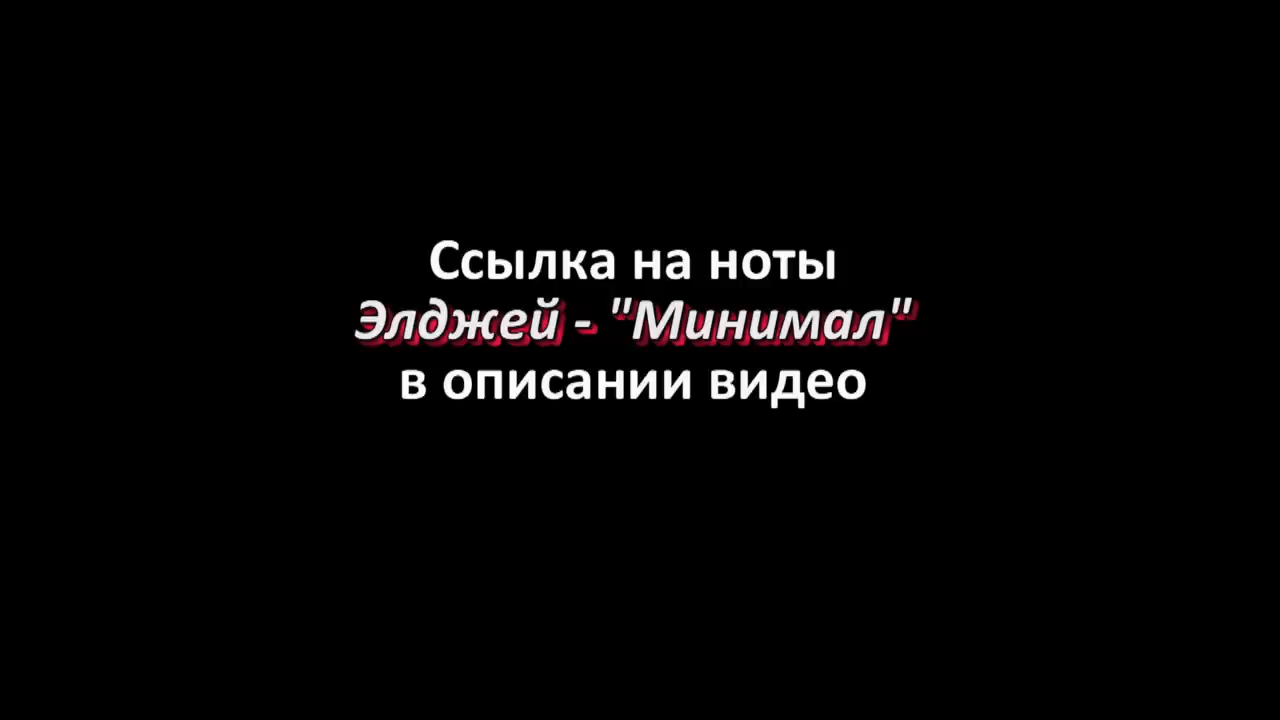 Ссылка на ноты
Элджей - "Минимал"
в описании видео